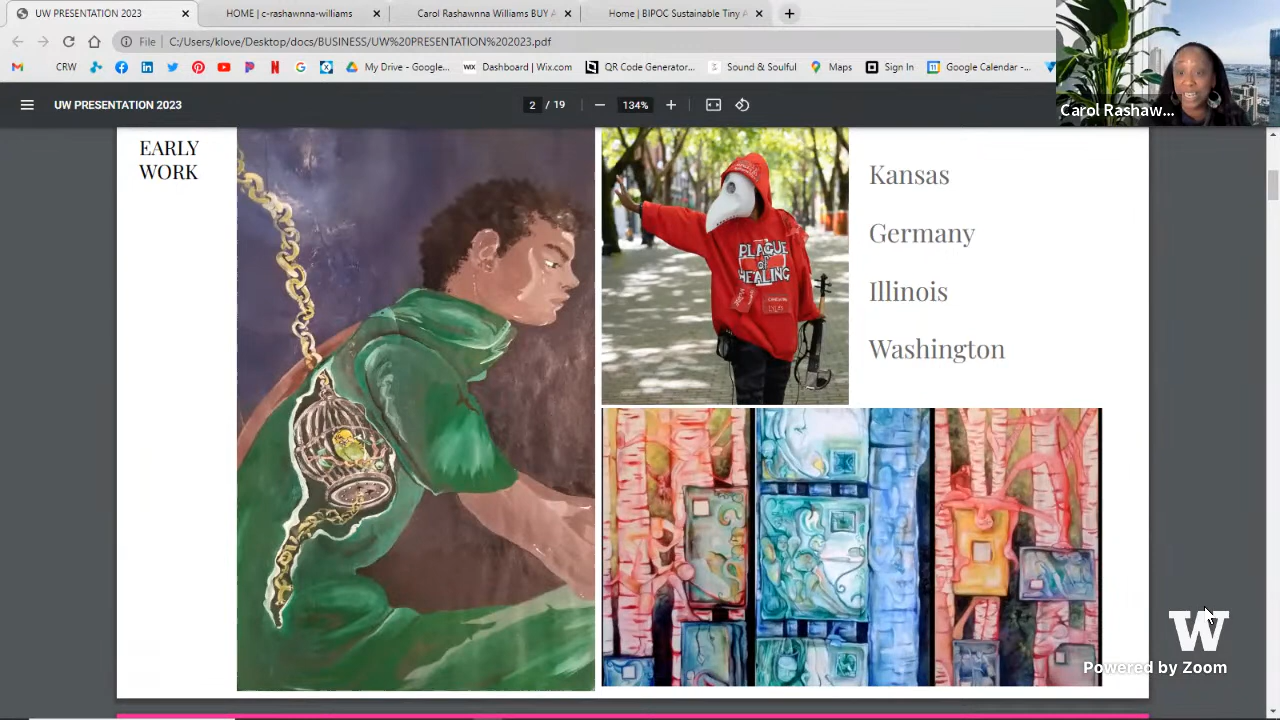 UW PRESENTATION 2023
HOME | c-rashawnna-williams
Carol Rashawnna Williams BUY
Home | BIPOC Sustainable Tiny
File
C:/Users/klove/Desktop/docs/BUSINESS/UW%20PRESENTATION%202023.pdf
CRW
My Drive - Google...
WIX
Dashboard | Wix.com
QR Code Generator...
Sound & Soulful
Maps
Sign In
Google Calendar -...
UW PRESENTATION 2023
2 / 19
134%
Carol Rashaw...
EARLY
WORK
PLAGUE
of
HEALING
Kansas
Germany
Illinois
Washington
W
Powered by Zoom